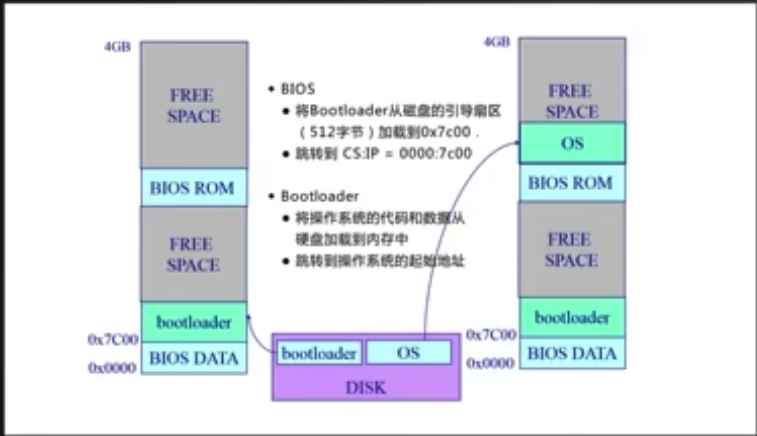 4GB
FREE
SPACE
BIOS ROM
FREE
SPACE
bootloader
0x7C00
BIOS DATA
0x0000
• BIOS
• 将Bootloader从磁盘的引导扇区
（512字节）加载到0x7c00 .
• 跳转到 CS:IP = 0000:7c00
• Bootloader
• 将操作系统的代码和数据从
硬盘加载到内存中
• 跳转到操作系统的起始地址
bootloader
OS
DISK
4GB
FREE
SPACE
OS
BIOS ROM
FREE
SPACE
bootloader
0x7C00
BIOS DATA
0x0000